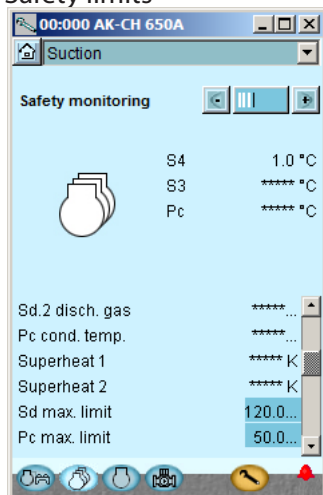 Safety limits
00:000 AK-CH 650A
Suction
Safety monitoring
S4 1.0 °C
S3 ***** °C
Pc ***** °C
Sd.2 disch. gas *****...
Pc cond. temp. *****...
Superheat 1 ***** K
Superheat 2 ***** K
Sd max. limit 120.0...
Pc max. limit 50.0...